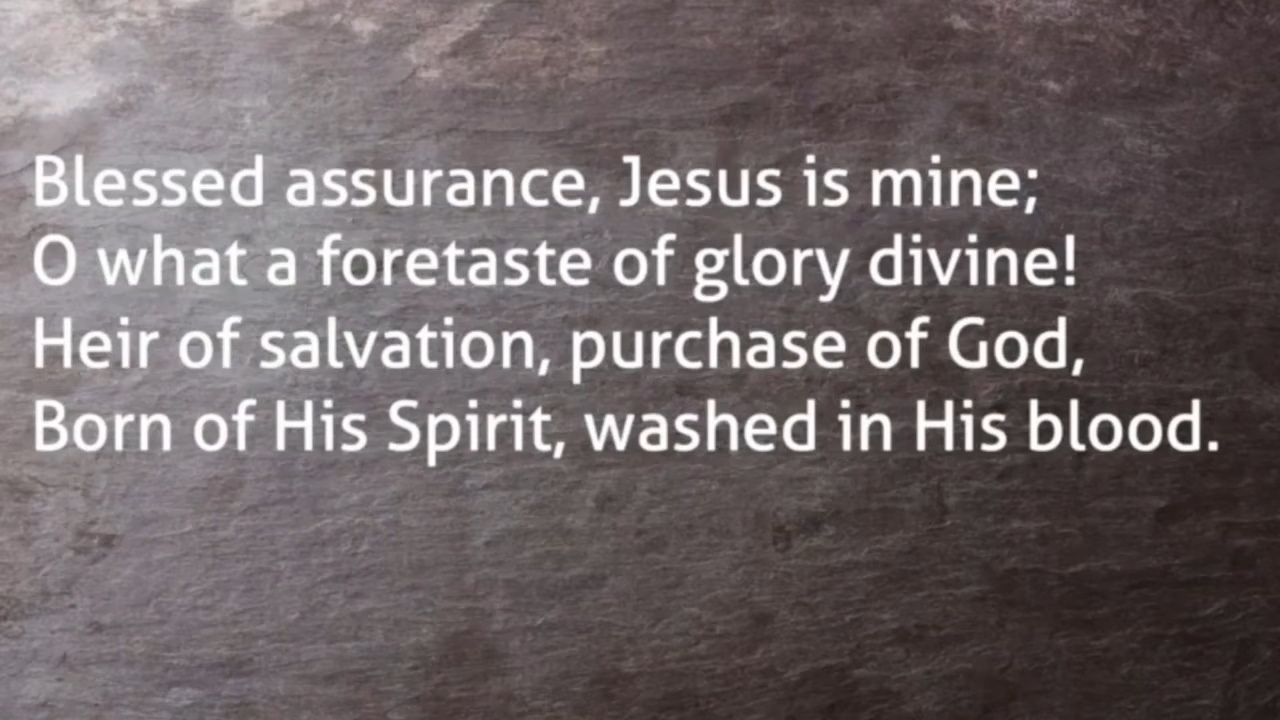 Blessed assurance, Jesus is mine;
O what a foretaste of glory divine!
Heir of salvation, purchase of God,
Born of His Spirit, washed in His blood.